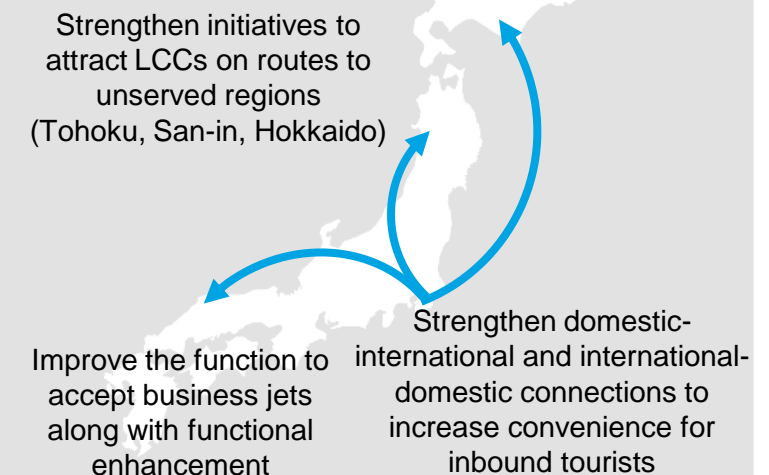 Strengthen initiatives to
attract LCCs on routes to
unserved regions
(Tohoku, San-in, Hokkaido)
Improve the function to
accept business jets
along with functional
enhancement
Strengthen domestic-
international and international-
domestic connections to
increase convenience for
inbound tourists